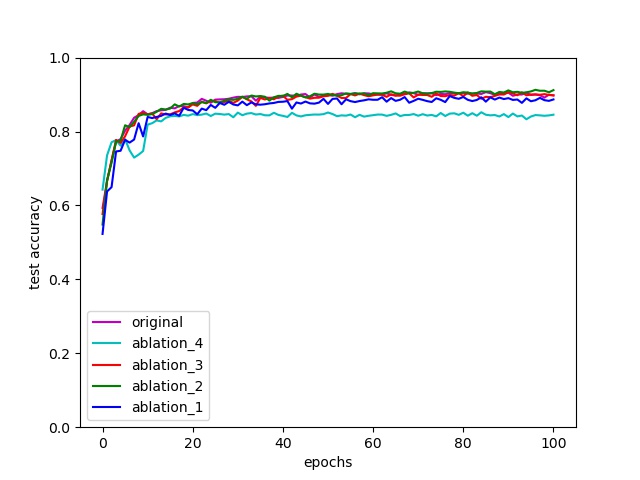 1.0
0.8
0.6
0.4
0.2
0.0
test accuracy
original
ablation_4
ablation_3
ablation_2
ablation_1
0 20 40 60 80 100
epochs